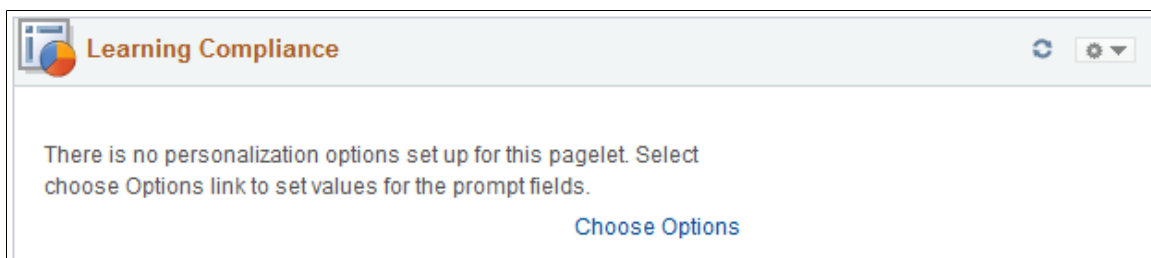 Learning Compliance
There is no personalization options set up for this pagelet. Select
choose Options link to set values for the prompt fields.
Choose Options